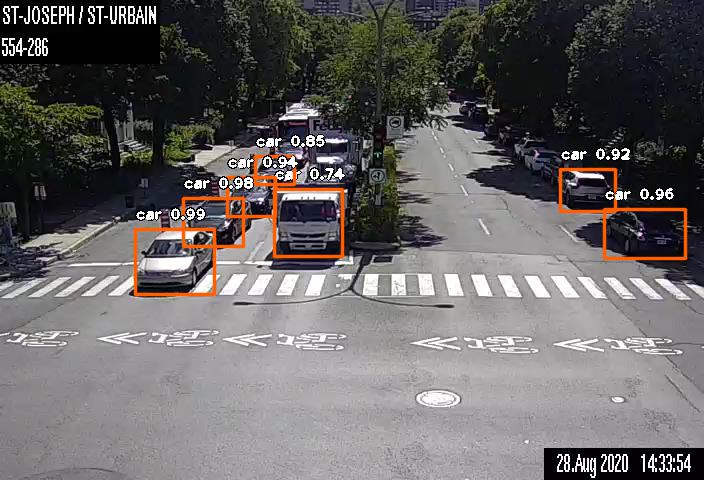 ST-JOSEPH / ST-URBAIN
554-286
car 0.85
car 0.94
car 0.74
car 0.98
car 0.99
car 0.92
car 0.96
28.Aug 2020 14:33:54